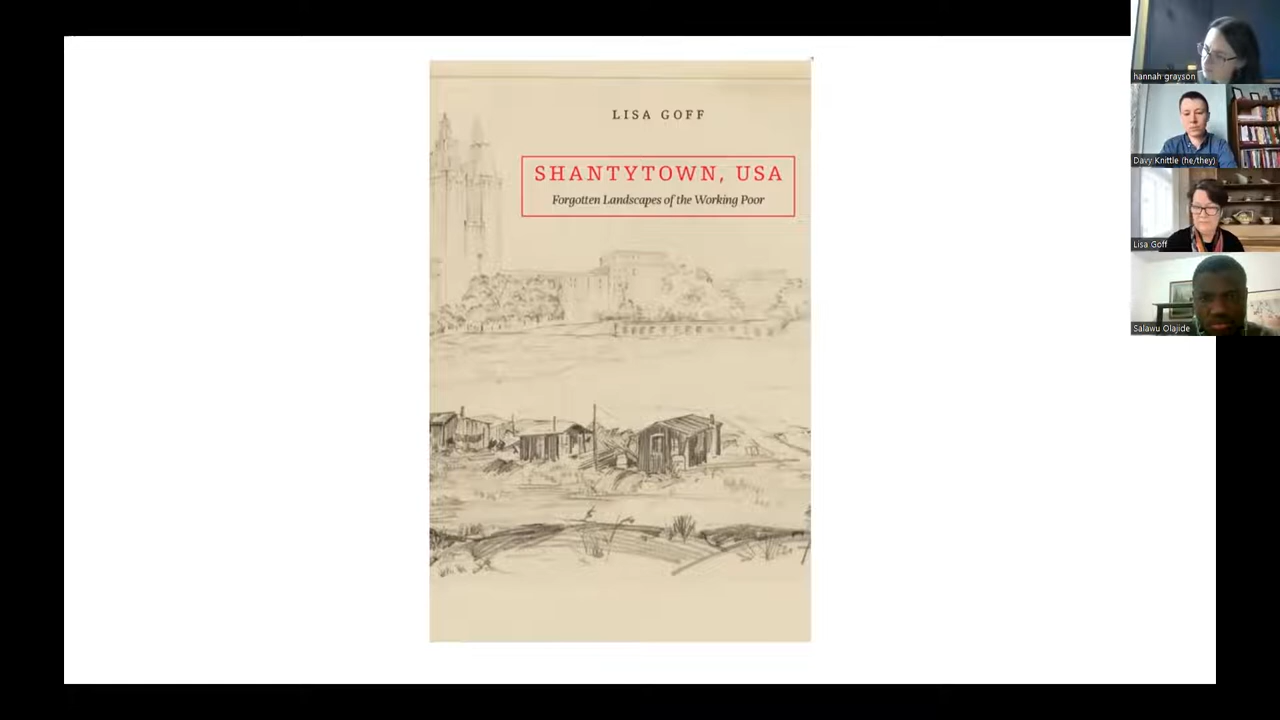 LISA GOFF
SHANTYTOWN, USA
Forgotten Landscapes of the Working Poor
hannah grayson
Davy Knittle (he/they)
Lisa Goff
Salawu Olajide